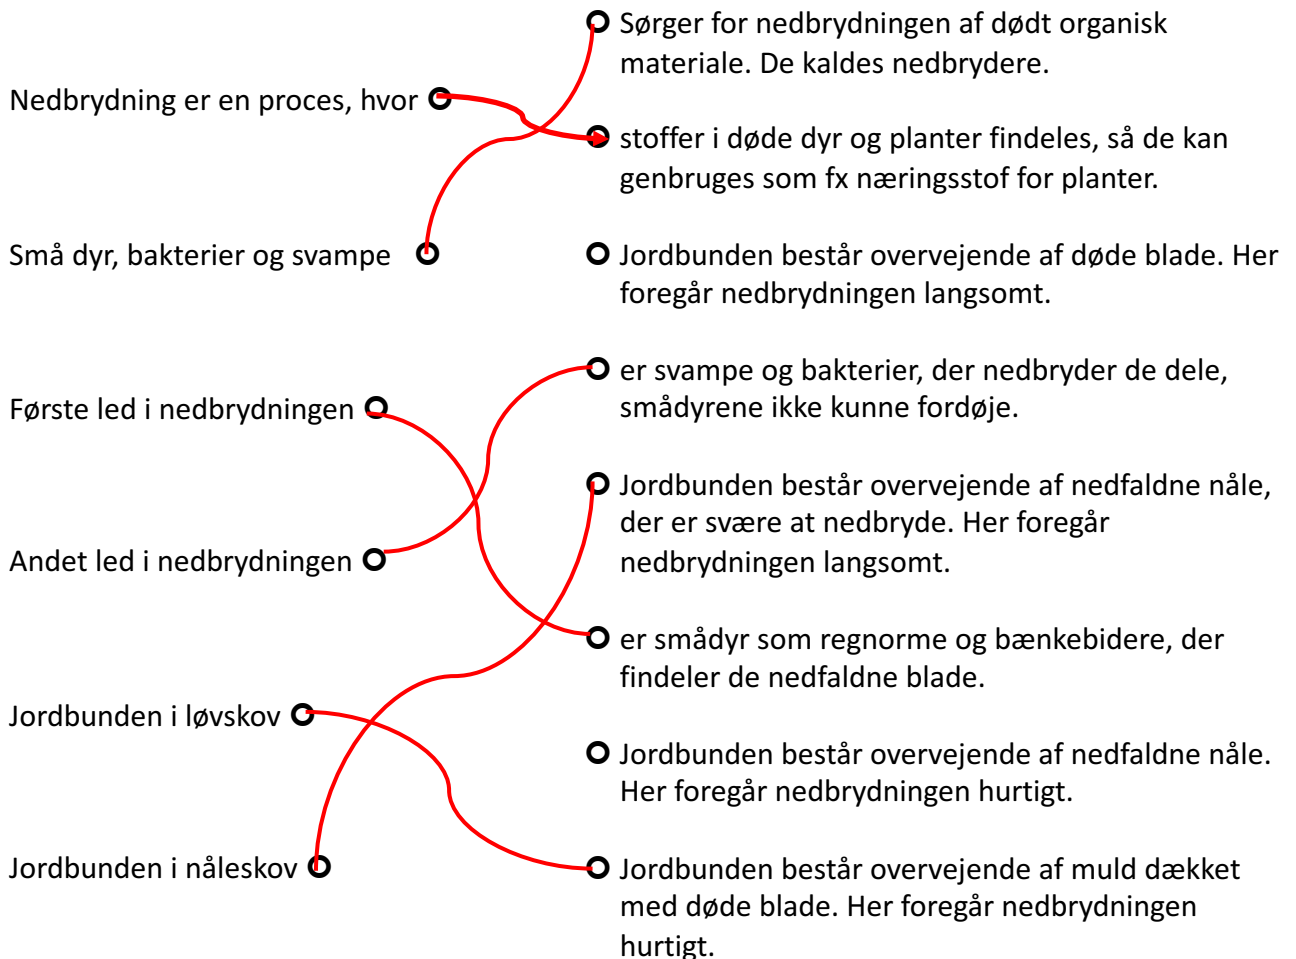 Nedbrydning er en proces, hvor
Små dyr, bakterier og svampe
Første led i nedbrydningen
Andet led i nedbrydningen
Jordbunden i løvskov
Jordbunden i nåleskov
Sørger for nedbrydningen af dødt organisk
materiale. De kaldes nedbrydere.
stoffer i døde dyr og planter findeles, så de kan
genbruges som fx næringsstof for planter.
Jordbunden består overvejende af døde blade. Her
foregår nedbrydningen langsomt.
er svampe og bakterier, der nedbryder de dele,
smådyrene ikke kunne fordøje.
Jordbunden består overvejende af nedfaldne nåle,
der er svære at nedbryde. Her foregår
nedbrydningen langsomt.
er smådyr som regnorme og bænkebidere, der
findeler de nedfaldne blade.
Jordbunden består overvejende af nedfaldne nåle.
Her foregår nedbrydningen hurtigt.
Jordbunden består overvejende af muld dækket
med døde blade. Her foregår nedbrydningen
hurtigt.